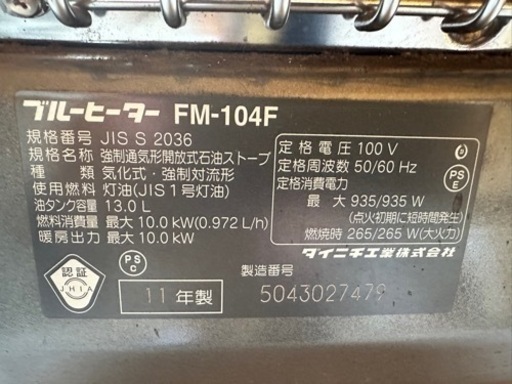 ブルーヒーター FM-104F
規格番号 JIS S 2036
規格名称 強制通気形開放式石油ストーブ
種類 気化式・強制対流形
使用燃料 灯油(JIS1号灯油)
油タンク容量 13.0 L
燃料消費量 最大 10.0 kW(0.972 L/h)
暖房出力 最大 10.0 kW
認証
JHIA
PS
C
11年製
定格電圧 100 V
定格周波数 50/60 Hz
定格消費電力
最大 935/935 W
(点火初期に短時間発生)
燃焼時 265/265 W(大火力)
PS
E
ダイニチ工業株式会社
製造番号
5043027479